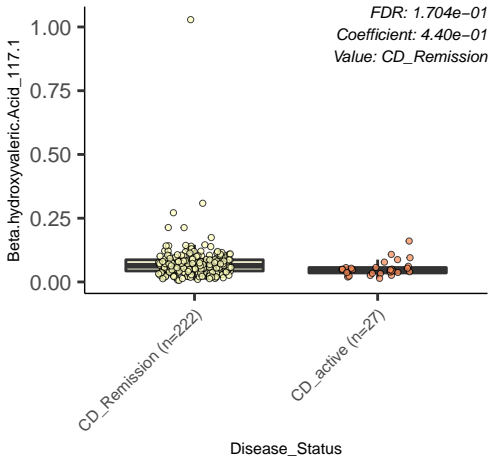 FDR: 1.704e−01
Coefficient: 4.40e−01
Value: CD_Remission
Beta.hydroxyvaleric.Acid_117.1
1.00
0.75
0.50
0.25
0.00
CD_Remission (n=222)
CD_active (n=27)
Disease_Status